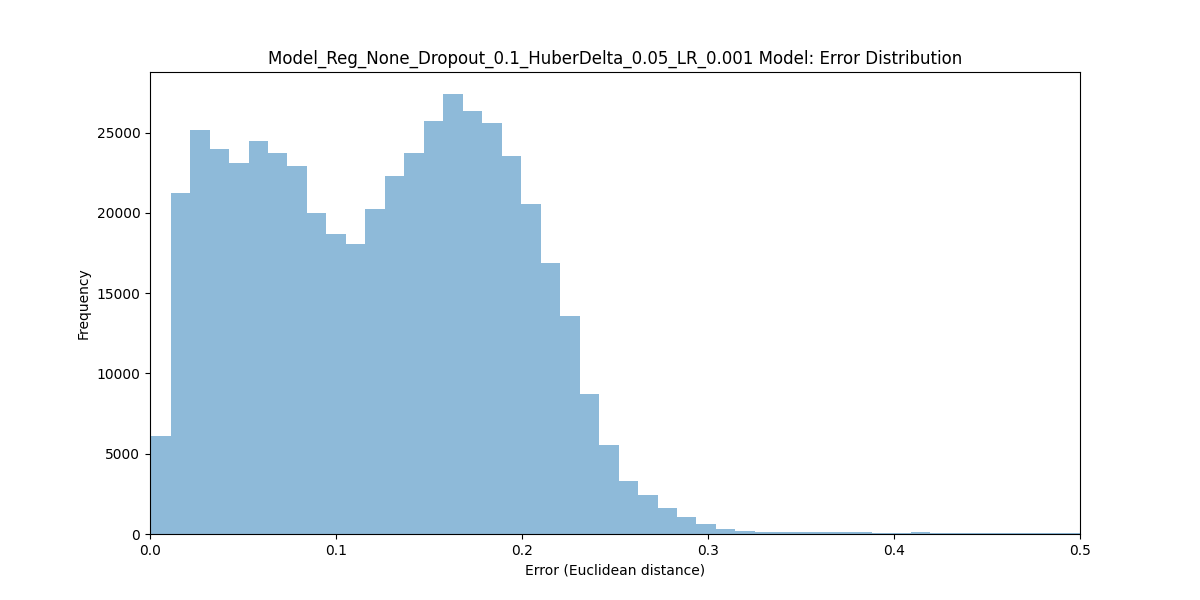 Model_Reg_None_Dropout_0.1_HuberDelta_0.05_LR_0.001 Model: Error Distribution
25000
20000
15000
10000
5000
0
Frequency
0.0 0.1 0.2 0.3 0.4 0.5
Error (Euclidean distance)